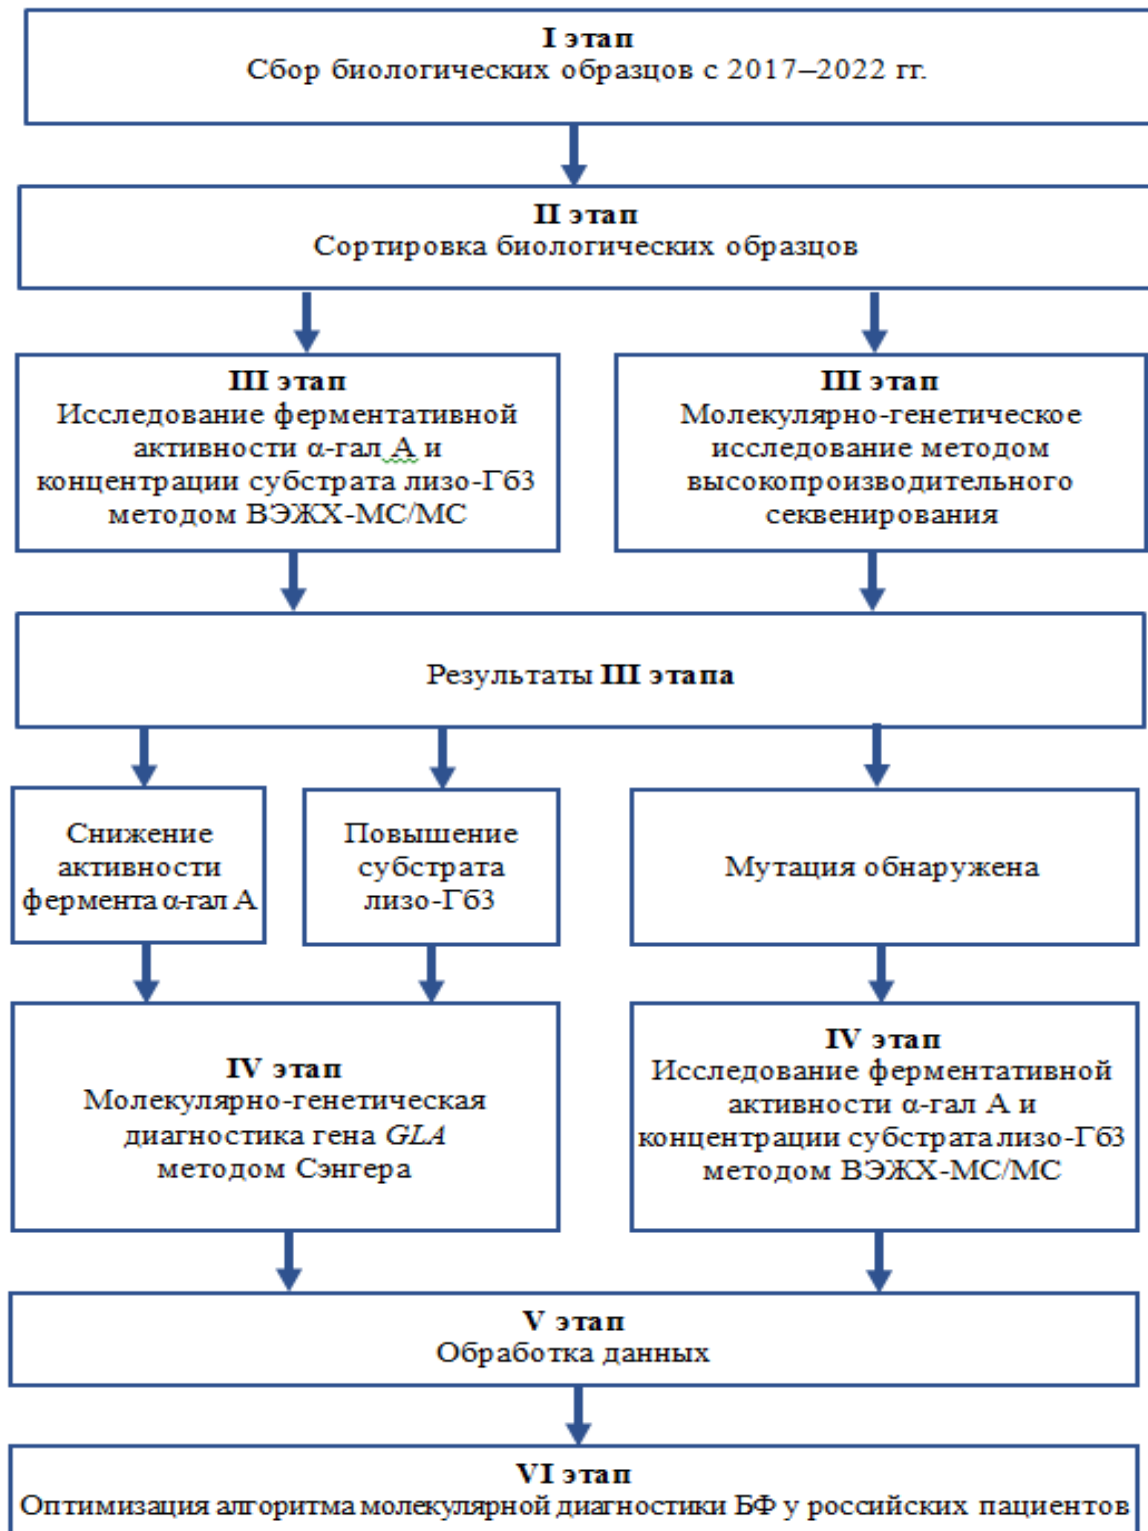 I этап
Сбор биологических образцов с 2017–2022 гг.
II этап
Сортировка биологических образцов
III этап
Исследование ферментативной
активности α-гал А и
концентрации субстрата лизо-Гб3
методом ВЭЖХ-МС/МС
III этап
Молекулярно-генетическое
исследование методом
высокопроизводительного
секвенирования
Результаты III этапа
Снижение
активности
фермента α-гал А
Повышение
субстрата
лизо-Гб3
Мутация обнаружена
IV этап
Молекулярно-генетическая
диагностика гена GLA
методом Сэнгера
IV этап
Исследование ферментативной
активности α-гал А и
концентрации субстрата лизо-Гб3
методом ВЭЖХ-МС/МС
V этап
Обработка данных
VI этап
Оптимизация алгоритма молекулярной диагностики БФ у российских пациентов